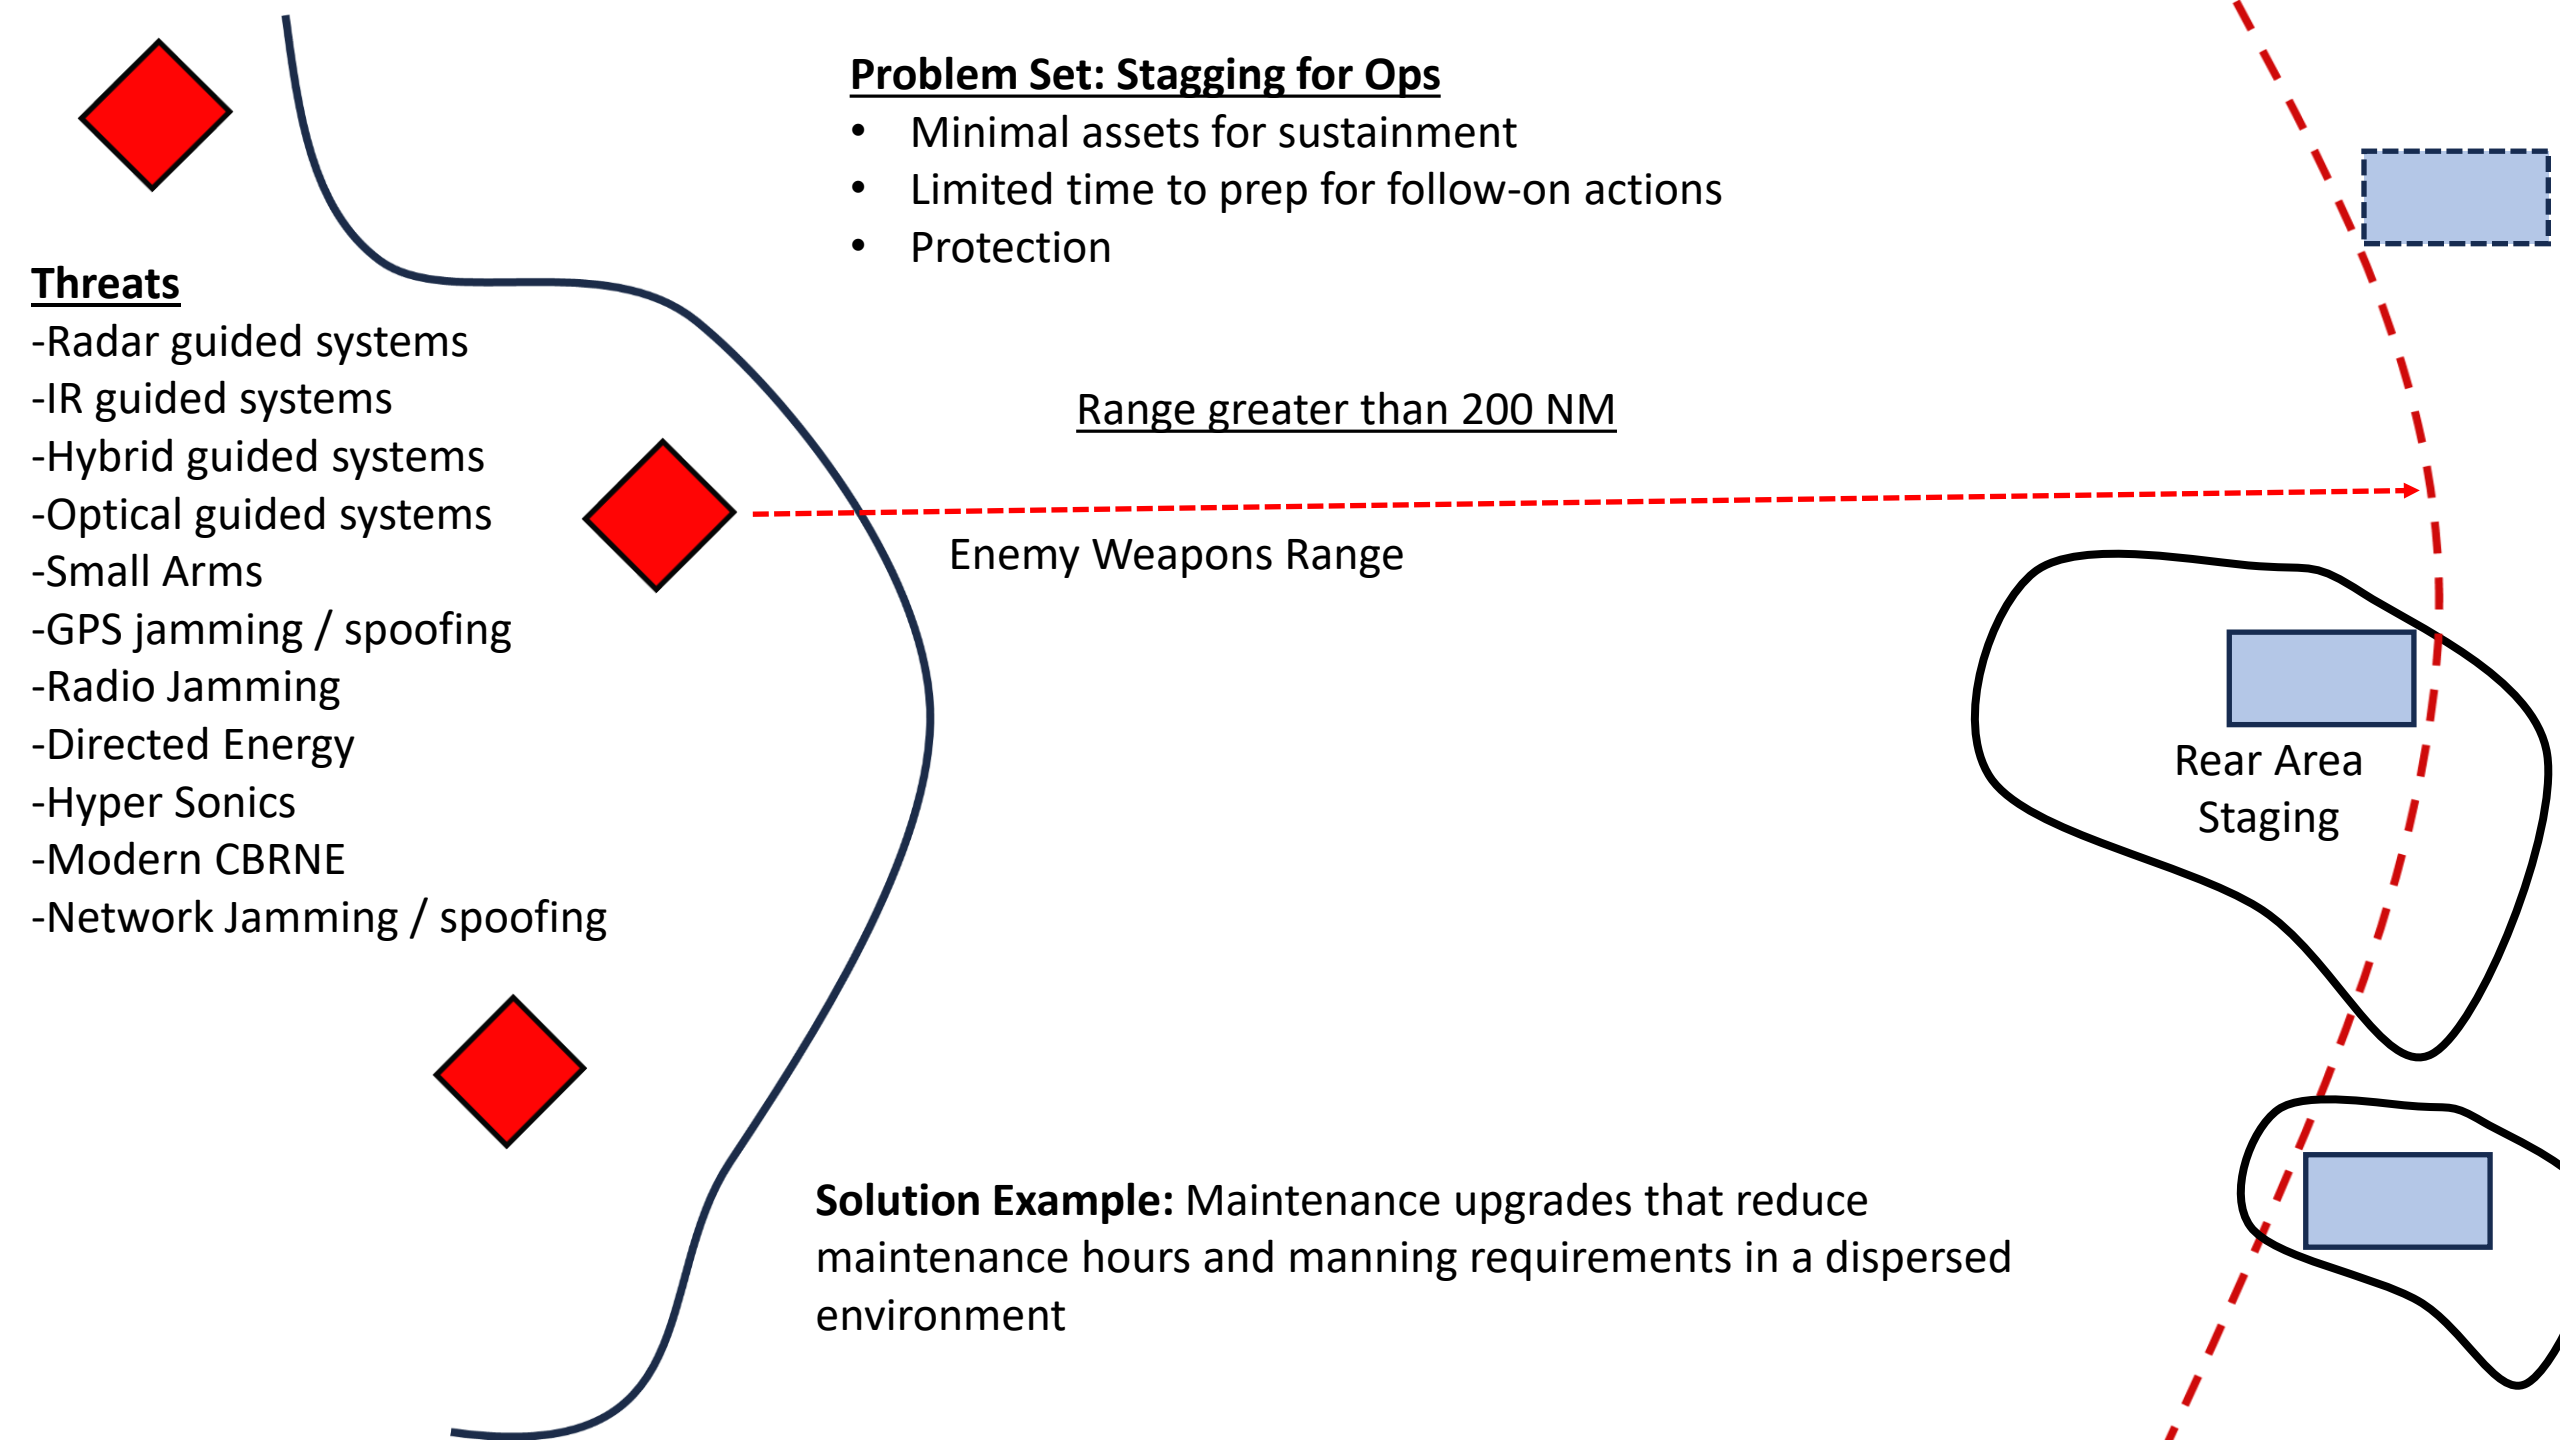 Problem Set: Stagging for Ops
• Minimal assets for sustainment
• Limited time to prep for follow-on actions
• Protection
Threats
-Radar guided systems
-IR guided systems
-Hybrid guided systems
-Optical guided systems
-Small Arms
-GPS jamming / spoofing
-Radio Jamming
-Directed Energy
-Hyper Sonics
-Modern CBRNE
-Network Jamming / spoofing
Range greater than 200 NM
Enemy Weapons Range
Rear Area
Staging
Solution Example: Maintenance upgrades that reduce
maintenance hours and manning requirements in a dispersed
environment